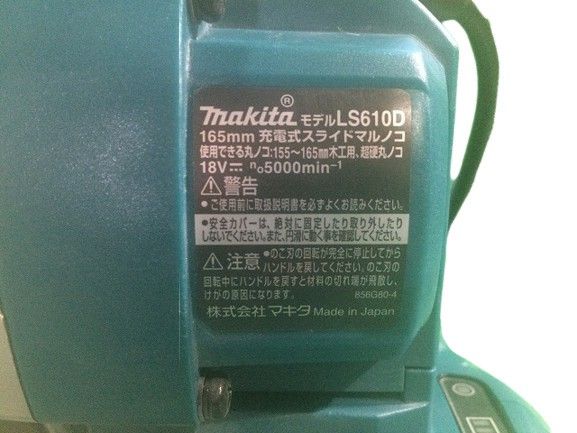 makita® モデルLS610D
165mm 充電式スライドマルノコ
使用できる丸ノコ:155〜165mm木工用、超硬丸ノコ
18V⎓ n₀5000min⁻¹
⚠警告
●ご使用前に取扱説明書を必ずよくお読みください。
●安全カバーは、絶対に固定したり取り外したり
しないでください。また、円滑に動く事を確認してください。
⚠注意 ●のこ刃の回転が完全に停止してから
ハンドルを戻してください。のこ刃の
回転中にハンドルを戻すと材料の切れ端が飛散し、
けがの原因になります。 856G80-4
株式会社マキタ Made in Japan